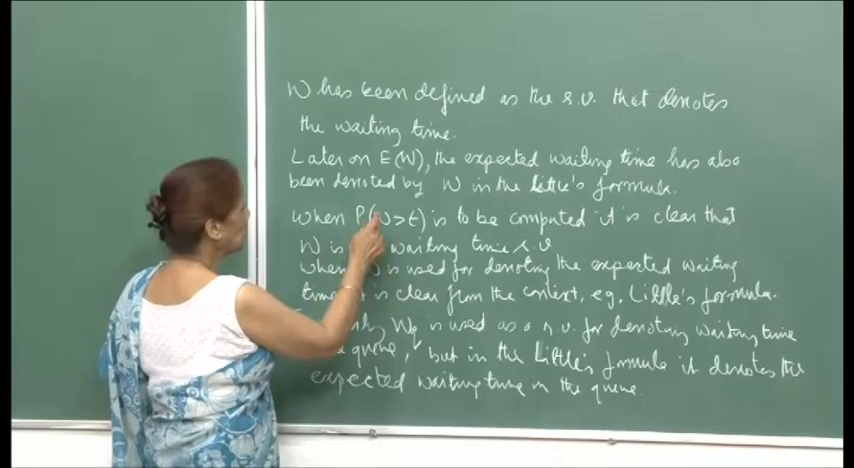 W has been defined as the r.v. that denotes
the waiting time.
Later on E(W), the expected waiting time has also
been denoted by W in the Little's formula.
When P(W>t) is to be computed it is clear that
W is waiting time r.v
when is used for denoting the expected waiting
is clear from the context, eg, Little's formula.
Wq is used as a r.v. for denoting waiting time
queue, but in the Little's formula it denotes the
expected waiting time in the queue.